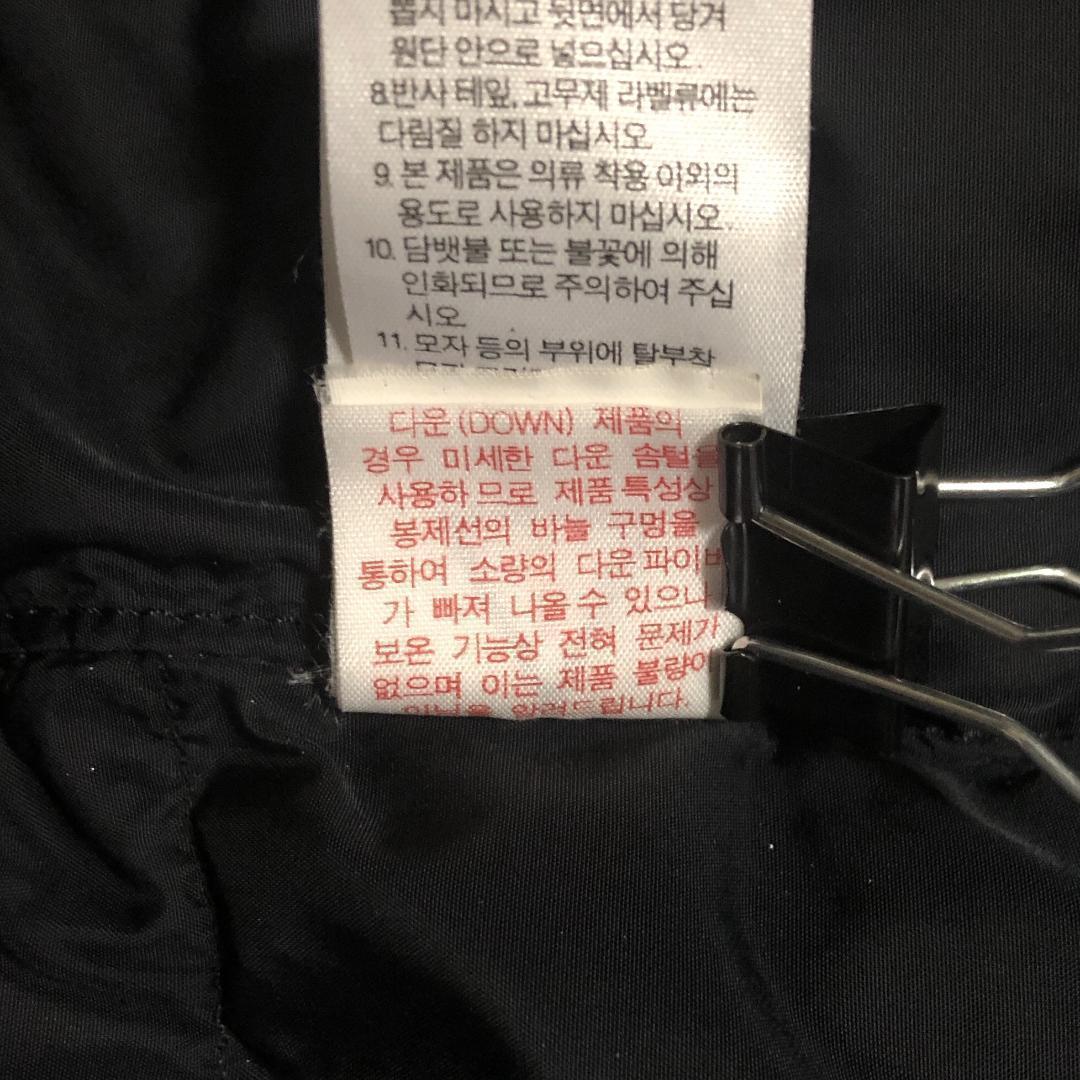 뽑지 마시고 뒷면에서 당겨
원단 안으로 넣으십시오.
8.반사 테잎, 고무제 라벨류에는
다림질 하지 마십시오.
9. 본 제품은 의류 착용 이외의
용도로 사용하지 마십시오.
10. 담뱃불 또는 불꽃에 의해
인화되므로 주의하여 주십
시오.
11. 모자 등의 부위에 탈부착
다운(DOWN) 제품의
경우 미세한 다운 솜털을
사용하므로 제품특성상
봉제선의 바늘 구멍을
통하여 소량의 다운파이버
가 빠져 나올수 있으나
보온 기능상 전혀 문제가
없으며 이는 제품 불량이
아님을 알려드립니다.